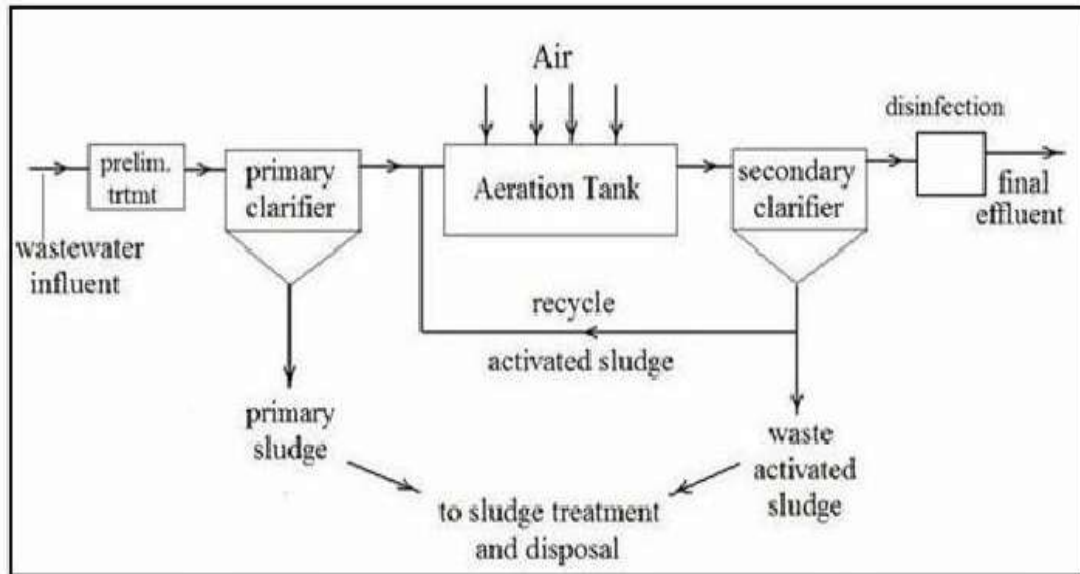 Air
disinfection
prelim.
trtmt
primary
clarifier
Aeration Tank
secondary
clarifier
final
effluent
wastewater
influent
recycle
activated sludge
primary
sludge
waste
activated
sludge
to sludge treatment
and disposal